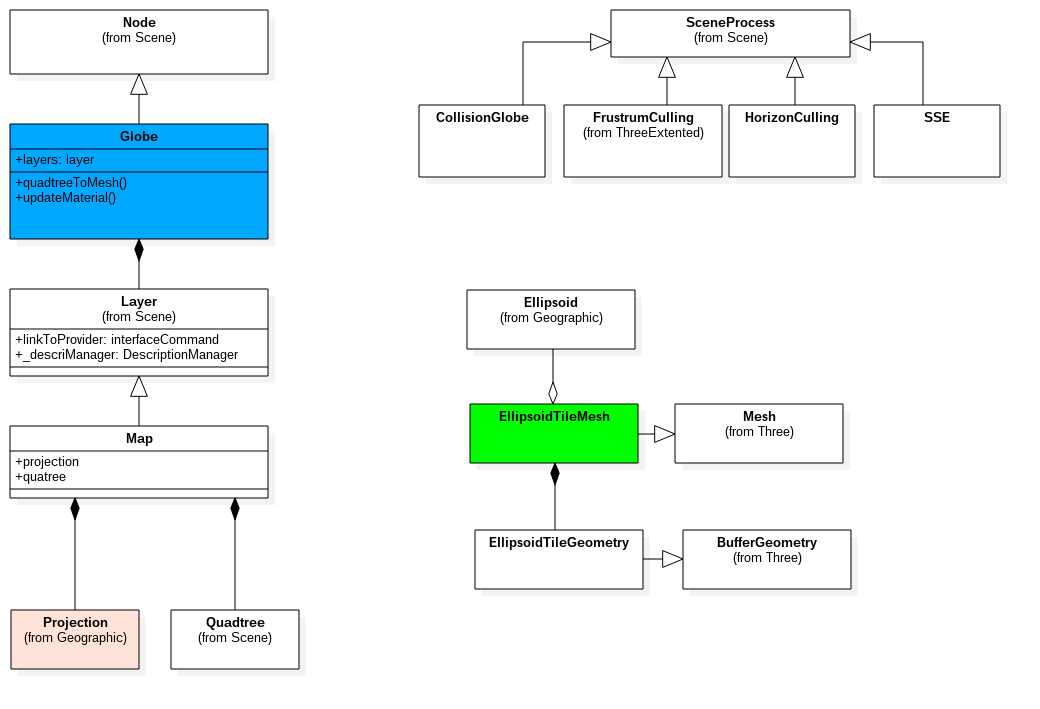 Node
(from Scene)
Globe
+layers: layer
+quadtreeToMesh()
+updateMaterial()
Layer
(from Scene)
+linkToProvider: interfaceCommand
+_descriManager: DescriptionManager
Map
+projection
+quatree
Projection
(from Geographic)
Quadtree
(from Scene)
SceneProcess
(from Scene)
CollisionGlobe
FrustrumCulling
(from ThreeExtented)
HorizonCulling
SSE
Ellipsoid
(from Geographic)
EllipsoidTileMesh
Mesh
(from Three)
EllipsoidTileGeometry
BufferGeometry
(from Three)